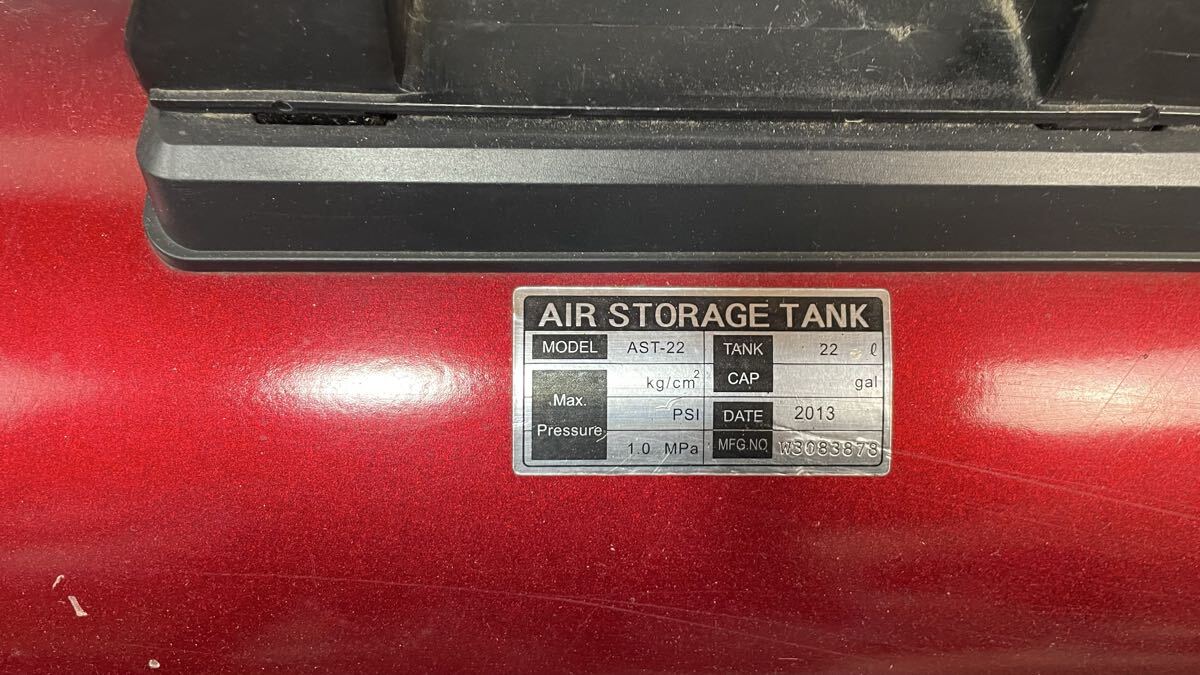 AIR STORAGE TANK
MODEL AST-22 TANK CAP 22 ℓ
gal
Max. Pressure kg/cm²
PSI
1.0 MPa
DATE 2013
MFG.NO W3083878